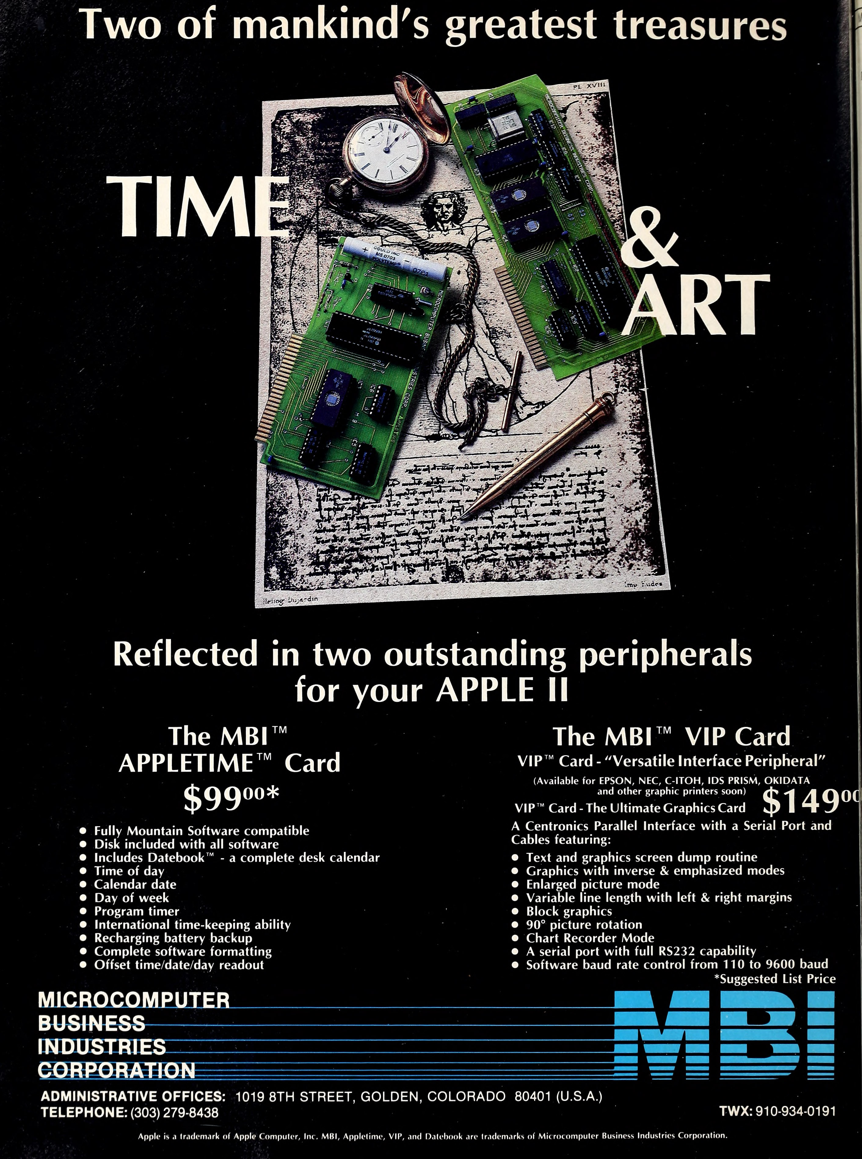 Two of mankind's greatest treasures
PL XVIII
TIME
&
ART
Imp Eudes
Reflected in two outstanding peripherals
for your APPLE II
The MBI™
APPLETIME™ Card
$99⁰⁰*
● Fully Mountain Software compatible
● Disk included with all software
● Includes Datebook™ - a complete desk calendar
● Time of day
● Calendar date
● Day of week
● Program timer
● International time-keeping ability
● Recharging battery backup
● Complete software formatting
● Offset time/date/day readout
The MBI™ VIP Card
VIP™ Card - “Versatile Interface Peripheral”
(Available for EPSON, NEC, C-ITOH, IDS PRISM, OKIDATA
and other graphic printers soon)
VIP™ Card - The Ultimate Graphics Card $149⁰⁰
A Centronics Parallel Interface with a Serial Port and
Cables featuring:
● Text and graphics screen dump routine
● Graphics with inverse & emphasized modes
● Enlarged picture mode
● Variable line length with left & right margins
● Block graphics
● 90° picture rotation
● Chart Recorder Mode
● A serial port with full RS232 capability
● Software baud rate control from 110 to 9600 baud
*Suggested List Price
MICROCOMPUTER
BUSINESS
INDUSTRIES
CORPORATION
MBI
ADMINISTRATIVE OFFICES: 1019 8TH STREET, GOLDEN, COLORADO 80401 (U.S.A.)
TELEPHONE: (303) 279-8438
TWX: 910-934-0191
Apple is a trademark of Apple Computer, Inc. MBI, Appletime, VIP, and Datebook are trademarks of Microcomputer Business Industries Corporation.